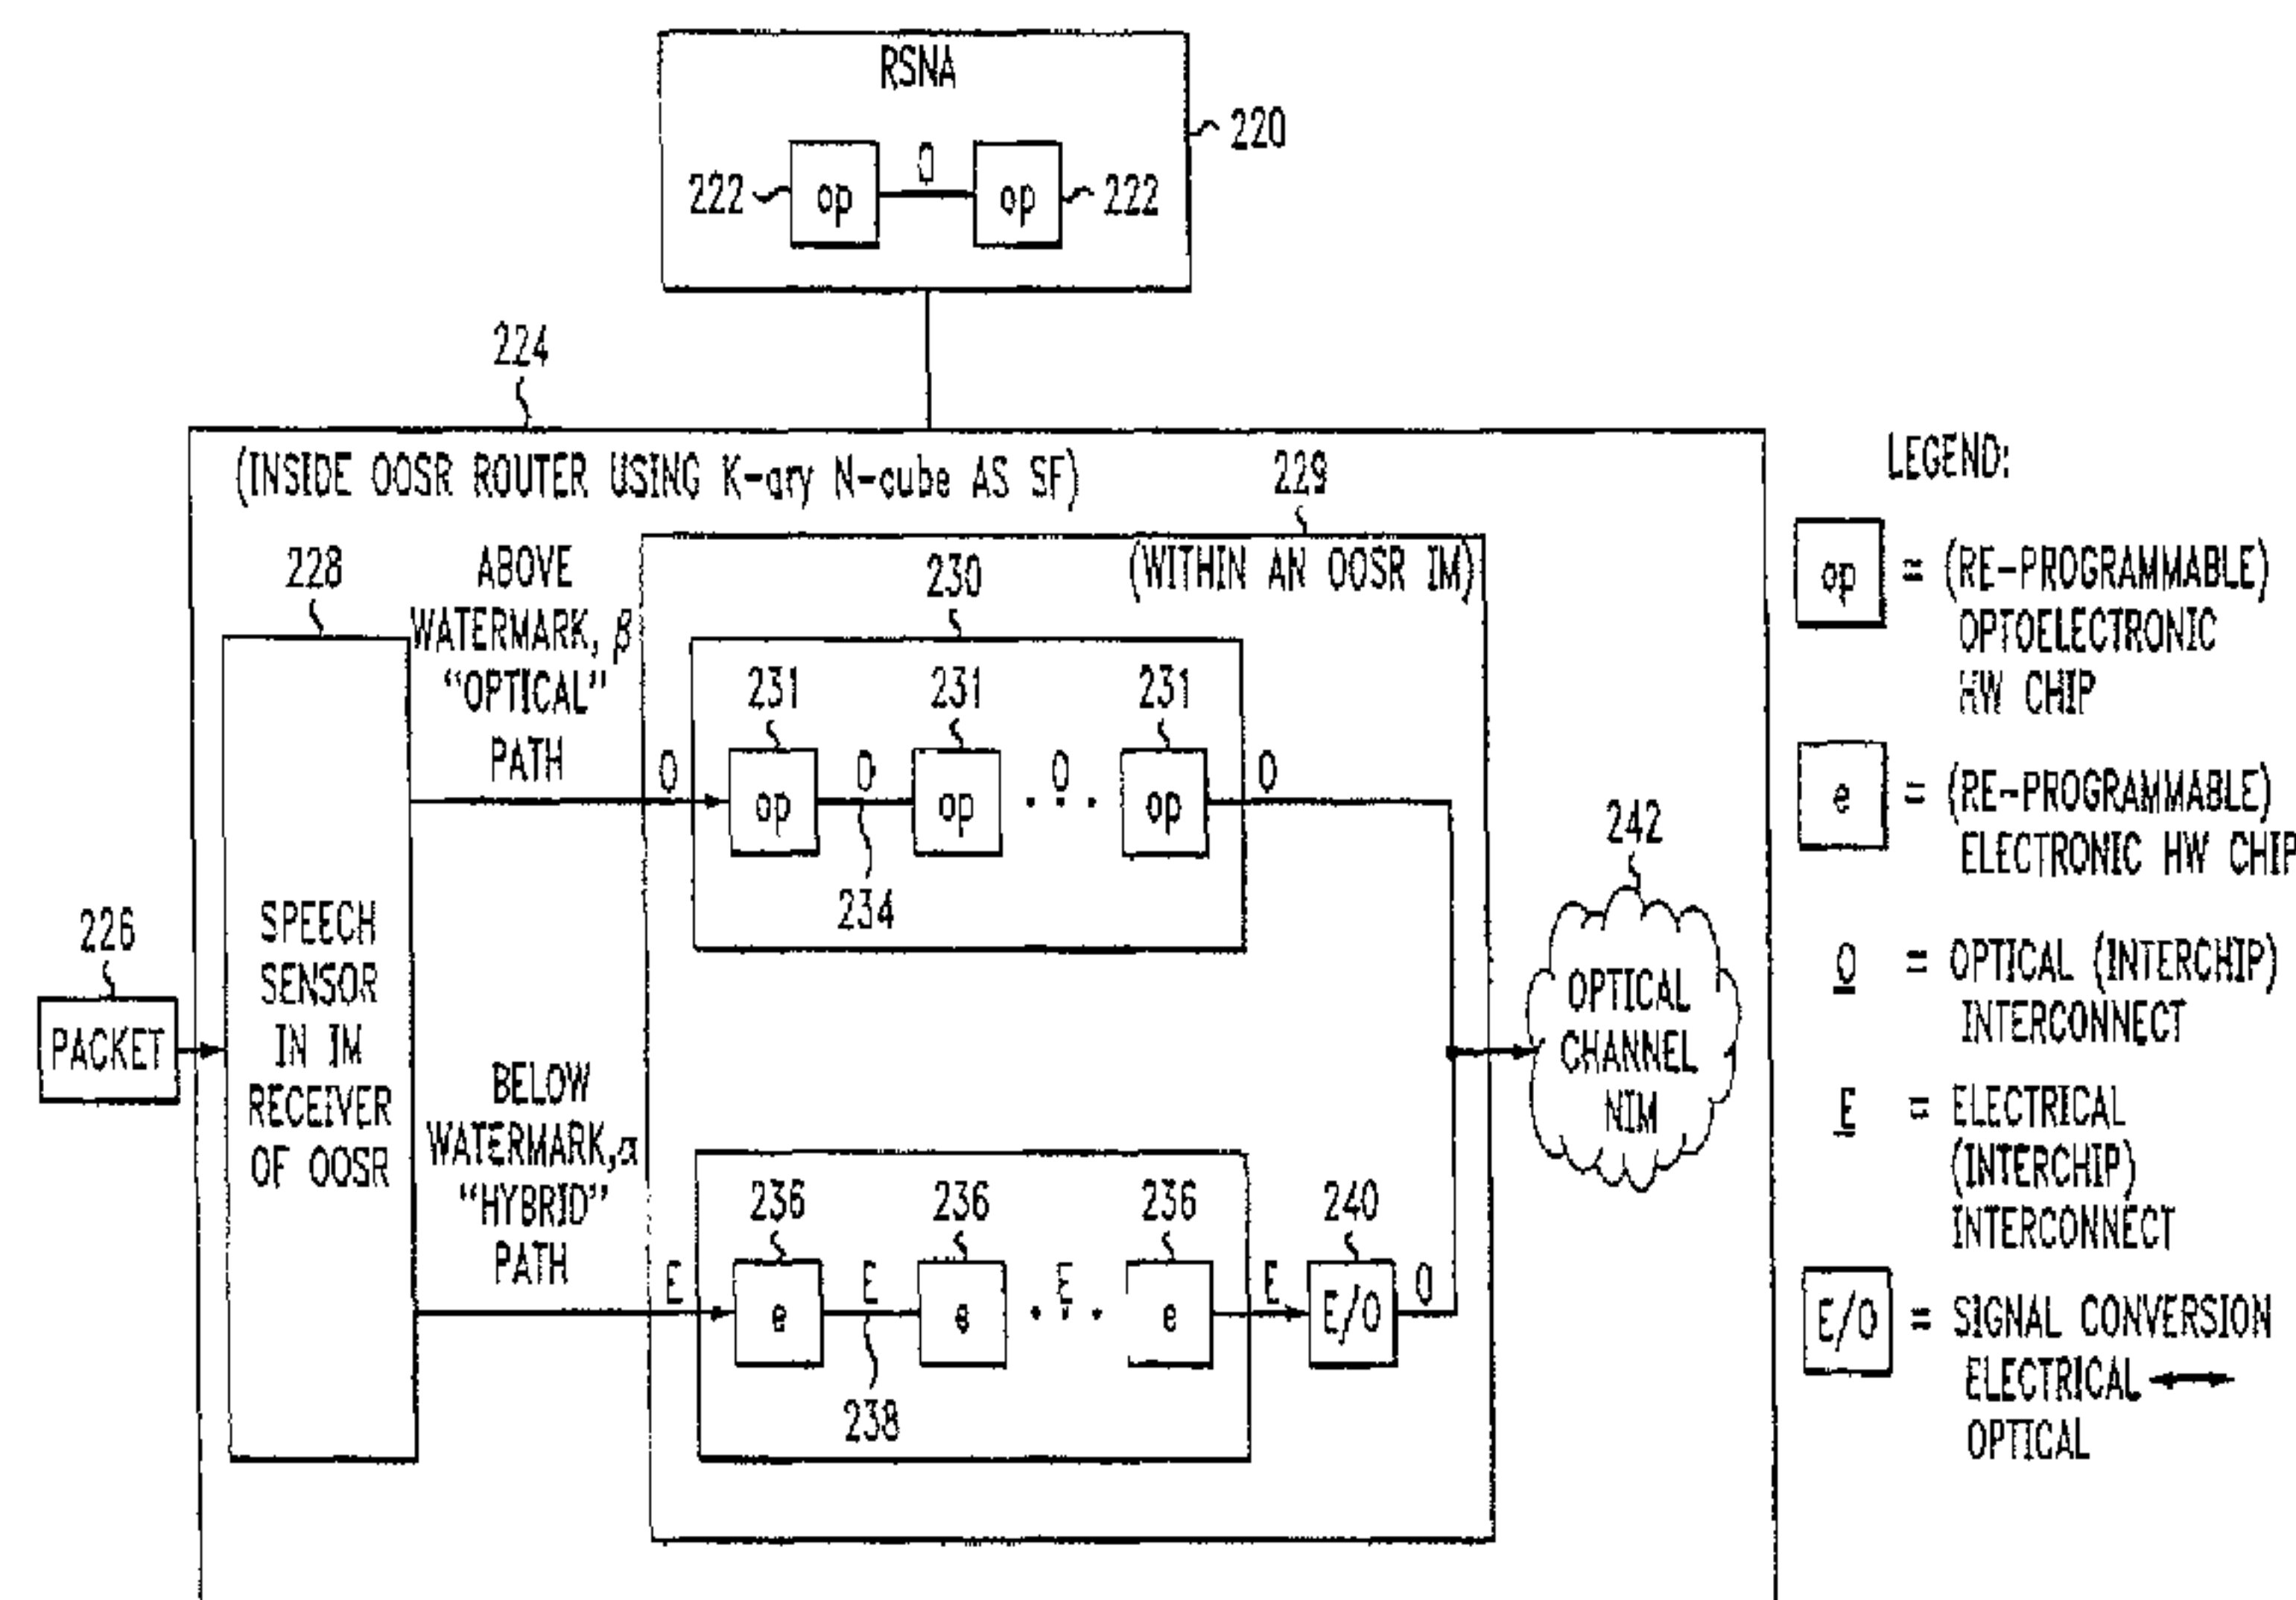 RSNA
220
222
op
O
op
222
224
(INSIDE OOSR ROUTER USING K-ary N-cube AS SF)
229
228
ABOVE
WATERMARK, β
"OPTICAL"
PATH
(WITHIN AN OOSR IM)
230
231
231
231
O
op
O
op
. . .
O
op
O
234
226
PACKET
SPEECH
SENSOR
IN IM
RECEIVER
OF OOSR
BELOW
WATERMARK,α
"HYBRID"
PATH
236
236
236
240
E
e
E
e
. . .
E
e
E
E/O
O
238
242
OPTICAL
CHANNEL
NIM
LEGEND:
op = (RE-PROGRAMMABLE)
OPTOELECTRONIC
HW CHIP
e = (RE-PROGRAMMABLE)
ELECTRONIC HW CHIP
O = OPTICAL (INTERCHIP)
INTERCONNECT
E = ELECTRICAL
(INTERCHIP)
INTERCONNECT
E/O = SIGNAL CONVERSION
ELECTRICAL ↔
OPTICAL